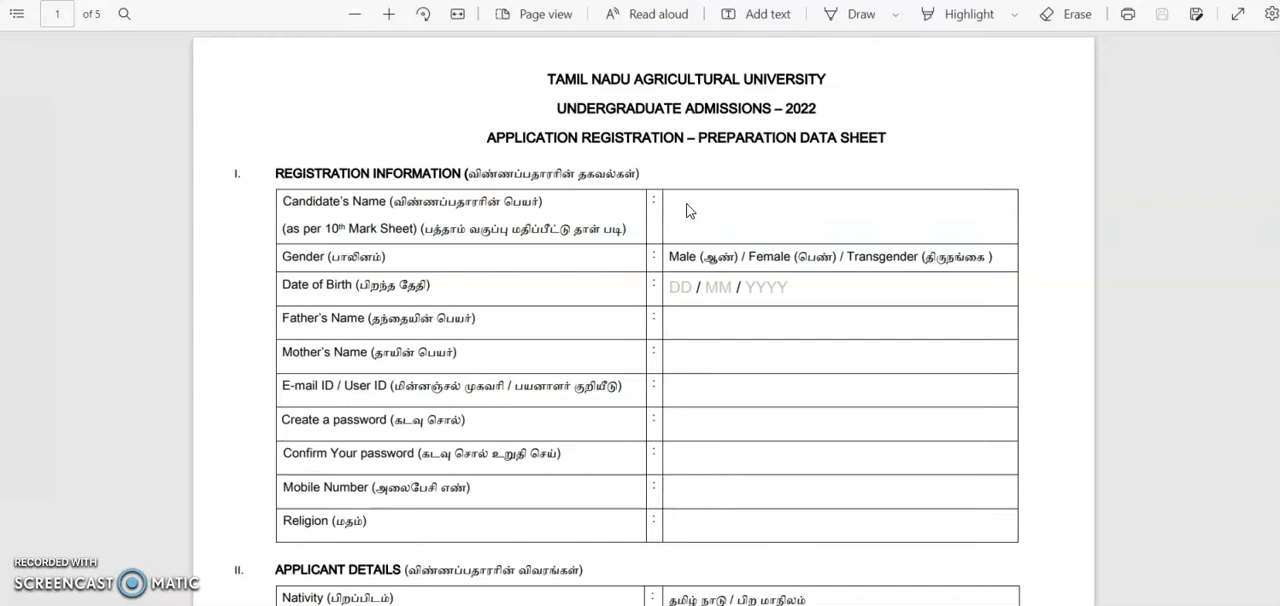 1 of 5 Page view Read aloud Add text Draw Highlight Erase
TAMIL NADU AGRICULTURAL UNIVERSITY
UNDERGRADUATE ADMISSIONS – 2022
APPLICATION REGISTRATION – PREPARATION DATA SHEET
I. REGISTRATION INFORMATION (விண்ணப்பதாரரின் தகவல்கள்)
Candidate's Name (விண்ணப்பதாரரின் பெயர்) :
(as per 10th Mark Sheet) (பத்தாம் வகுப்பு மதிப்பீட்டு தாள் படி)
Gender (பாலினம்) : Male (ஆண்) / Female (பெண்) / Transgender (திருநங்கை )
Date of Birth (பிறந்த தேதி) : DD / MM / YYYY
Father's Name (தந்தையின் பெயர்) :
Mother's Name (தாயின் பெயர்) :
E-mail ID / User ID (மின்னஞ்சல் முகவரி / பயனாளர் குறியீடு) :
Create a password (கடவு சொல்) :
Confirm Your password (கடவு சொல் உறுதி செய்) :
Mobile Number (அலைபேசி எண்) :
Religion (மதம்) :
II. APPLICANT DETAILS (விண்ணப்பதாரரின் விவரங்கள்)
Nativity (பிறப்பிடம்) : தமிழ் நாடு / பிற மாநிலம்
RECORDED WITH
SCREENCAST MATIC